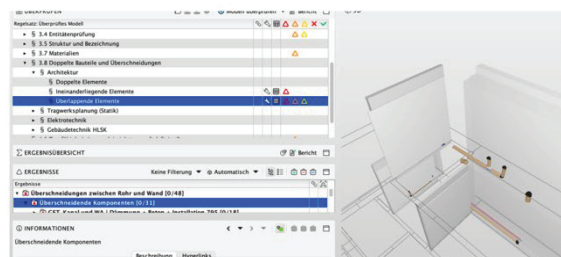 ÜBERPRÜFEN Modell überprüfen Bericht
Regelsatz: Überprüftes Modell
§ 3.4 Entitätenprüfung
§ 3.5 Struktur und Bezeichnung
§ 3.7 Materialien
§ 3.8 Doppelte Bauteile und Überschneidungen
§ Architektur
§ Doppelte Elemente
§ Ineinanderliegende Elemente
§ Überlappende Elemente
§ Tragwerksplanung (Statik)
§ Elektrotechnik
§ Gebäudetechnik HLSK
ERGEBNISÜBERSICHT Bericht
ERGEBNISSE Keine Filterung Automatisch
Ergebnisse
Überschneidungen zwischen Rohr und Wand [0/48]
Überschneidende Komponenten [0/31]
INFORMATIONEN
Überschneidende Komponenten
Beschreibung Hyperlinks